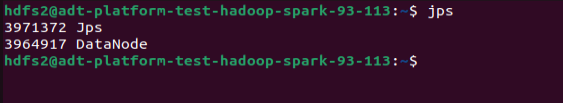 hdfs2@adt-platform-test-hadoop-spark-93-113:~$ jps
3971372 Jps
3964917 DataNode
hdfs2@adt-platform-test-hadoop-spark-93-113:~$